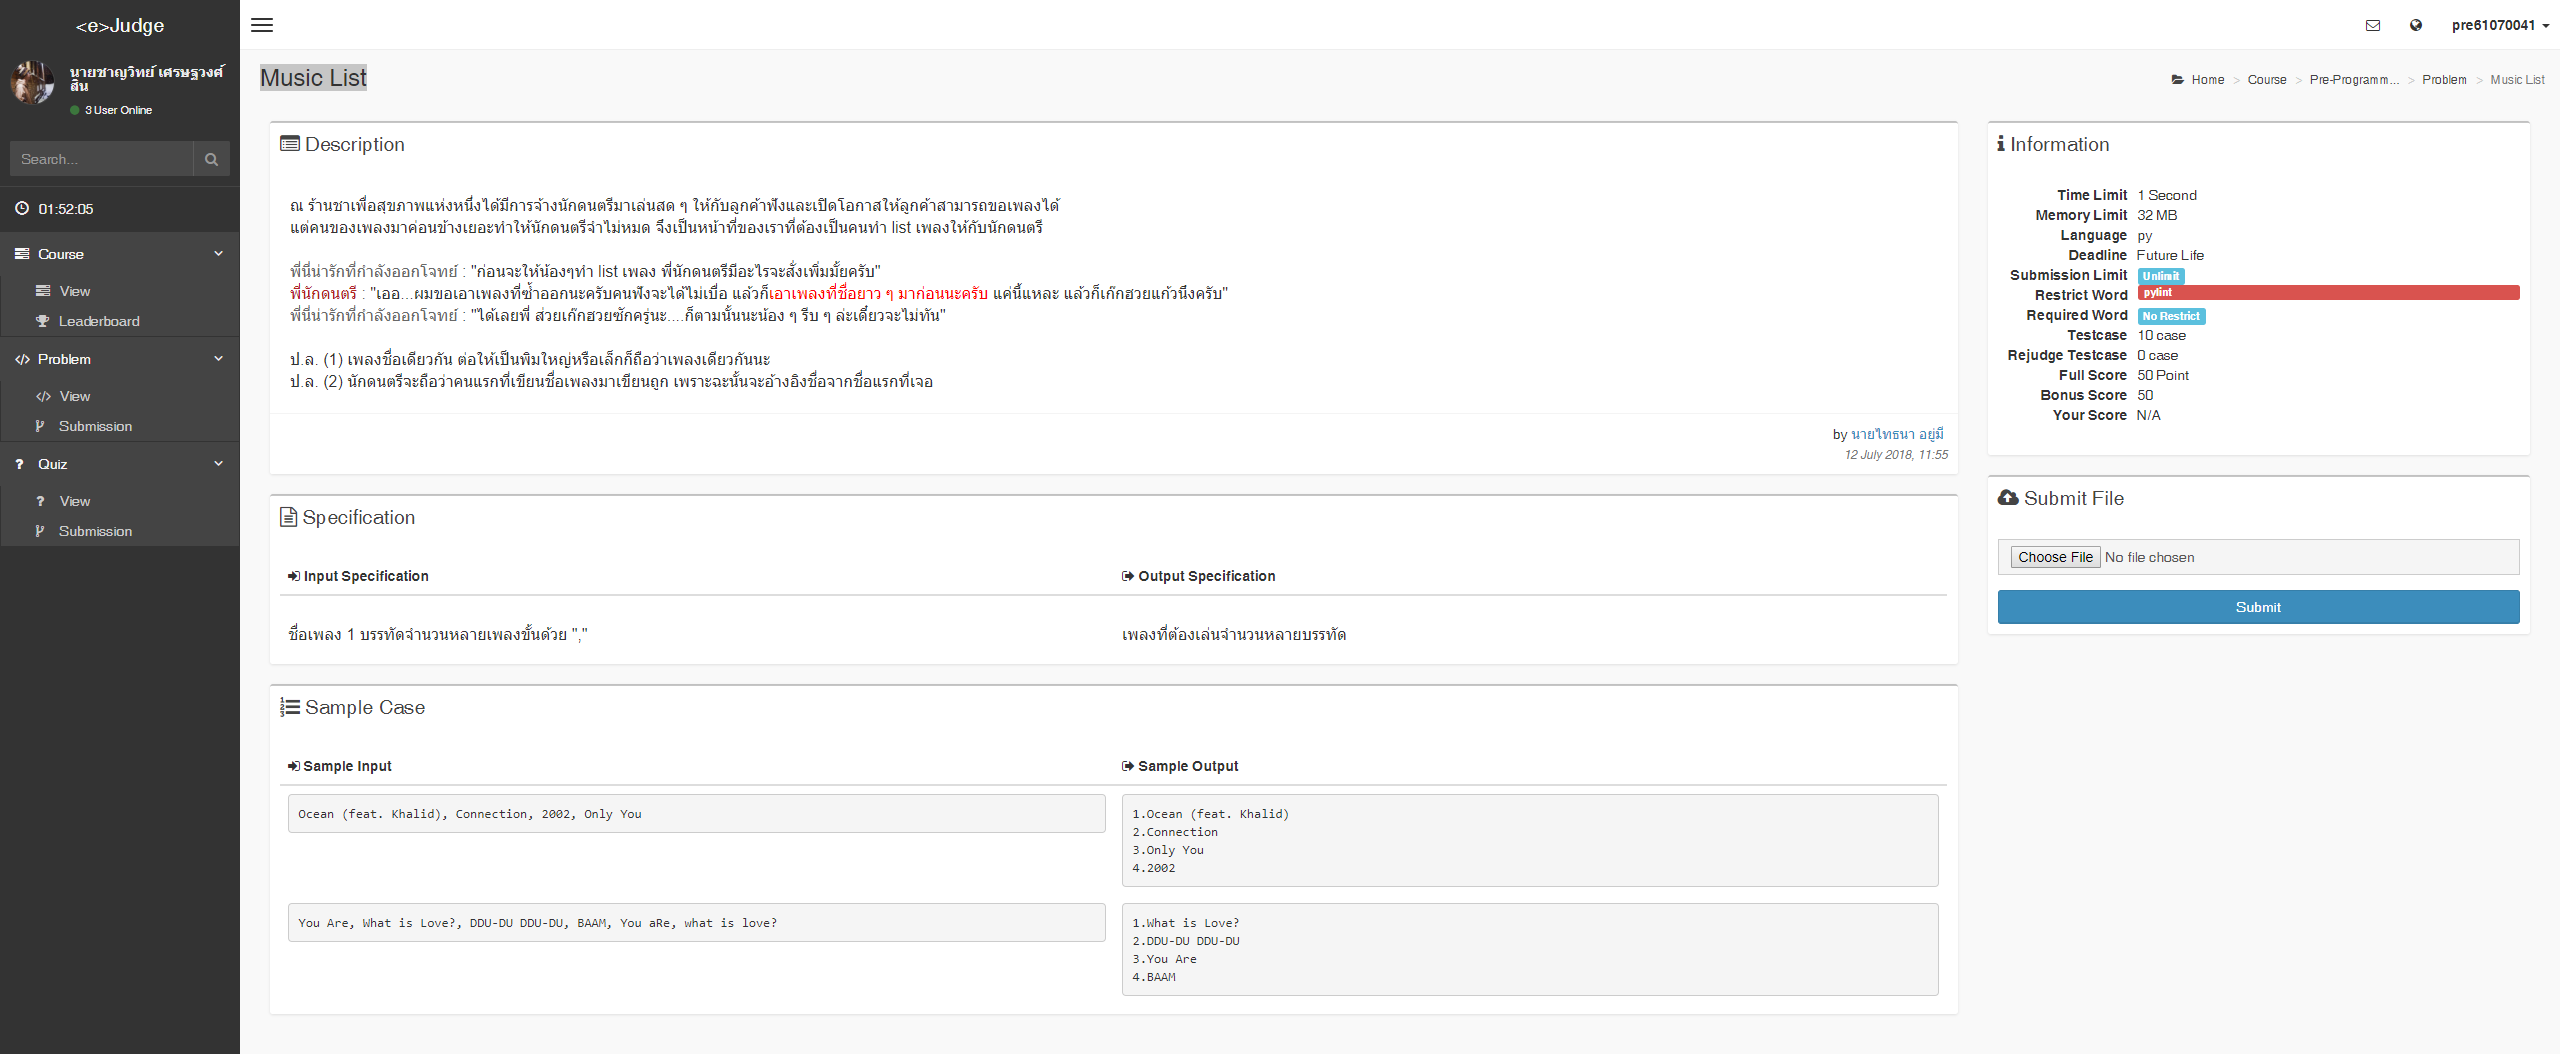 <e>Judge
pre61070041
นายชาญวิทย์ เศรษฐวงศ์
สิน
3 User Online
Search...
01:52:05
Course
View
Leaderboard
Problem
View
Submission
Quiz
View
Submission
Music List
Home > Course > Pre-Programm... > Problem > Music List
Description
ณ ร้านชาเพื่อสุขภาพแห่งหนึ่งได้มีการจ้างนักดนตรีมาเล่นสด ๆ ให้กับลูกค้าฟังและเปิดโอกาสให้ลูกค้าสามารถขอเพลงได้
แต่คนของเพลงมาค่อนข้างเยอะทำให้นักดนตรีจำไม่หมด จึงเป็นหน้าที่ของเราที่ต้องเป็นคนทำ list เพลงให้กับนักดนตรี
พี่นี่น่ารักที่กำลังออกโจทย์ : "ก่อนจะให้น้องๆทำ list เพลง พี่นักดนตรีมีอะไรจะสั่งเพิ่มมั้ยครับ"
พี่นักดนตรี : "เออ...ผมขอเอาเพลงที่ซ้ำออกนะครับคนฟังจะได้ไม่เบื่อ แล้วก็เอาเพลงที่ชื่อยาว ๆ มาก่อนนะครับ แค่นี้แหละ แล้วก็เก๊กฮวยแก้วนึงครับ"
พี่นี่น่ารักที่กำลังออกโจทย์ : "ได้เลยพี่ ส่วยเก๊กฮวยซักครู่นะ....ก็ตามนั้นนะน้อง ๆ รีบ ๆ ล่ะเดี๋ยวจะไม่ทัน"
ป.ล. (1) เพลงชื่อเดียวกัน ต่อให้เป็นพิมใหญ่หรือเล็กก็ถือว่าเพลงเดียวกันนะ
ป.ล. (2) นักดนตรีจะถือว่าคนแรกที่เขียนชื่อเพลงมาเขียนถูก เพราะฉะนั้นจะอ้างอิงชื่อจากชื่อแรกที่เจอ
by นายไทธนา อยู่มี
12 July 2018, 11:55
Specification
Input Specification
Output Specification
ชื่อเพลง 1 บรรทัดจำนวนหลายเพลงขั้นด้วย ","
เพลงที่ต้องเล่นจำนวนหลายบรรทัด
Sample Case
Sample Input
Sample Output
Ocean (feat. Khalid), Connection, 2002, Only You
1.Ocean (feat. Khalid)
2.Connection
3.Only You
4.2002
You Are, What is Love?, DDU-DU DDU-DU, BAAM, You aRe, what is love?
1.What is Love?
2.DDU-DU DDU-DU
3.You Are
4.BAAM
Information
Time Limit 1 Second
Memory Limit 32 MB
Language py
Deadline Future Life
Submission Limit Unlimit
Restrict Word pylint
Required Word No Restrict
Testcase 10 case
Rejudge Testcase 0 case
Full Score 50 Point
Bonus Score 50
Your Score N/A
Submit File
Choose File No file chosen
Submit